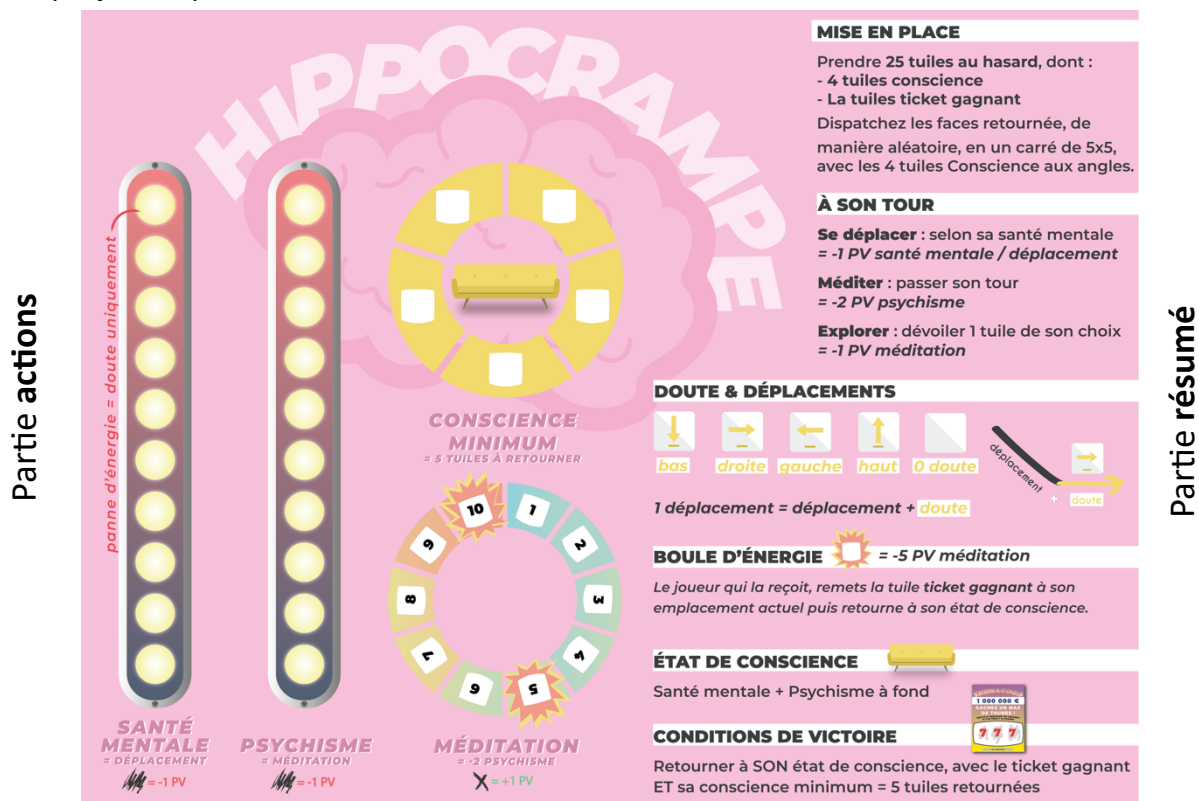 Partie actions
HIPPOCRAMPE
panne d'énergie = doute uniquement
SANTÉ
MENTALE
= DÉPLACEMENT
= -1 PV
PSYCHISME
= MÉDITATION
= -1 PV
CONSCIENCE
MINIMUM
= 5 TUILES À RETOURNER
10
1
2
3
4
5
6
7
8
9
MÉDITATION
= -2 PSYCHISME
X = +1 PV
MISE EN PLACE
Prendre 25 tuiles au hasard, dont :
- 4 tuiles conscience
- La tuiles ticket gagnant
Dispatchez les faces retournée, de
manière aléatoire, en un carré de 5x5,
avec les 4 tuiles Conscience aux angles.
À SON TOUR
Se déplacer : selon sa santé mentale
= -1 PV santé mentale / déplacement
Méditer : passer son tour
= -2 PV psychisme
Explorer : dévoiler 1 tuile de son choix
= -1 PV méditation
DOUTE & DÉPLACEMENTS
bas droite gauche haut 0 doute
déplacement
+ doute
1 déplacement = déplacement + doute
BOULE D'ÉNERGIE = -5 PV méditation
Le joueur qui la reçoit, remets la tuile ticket gagnant à son
emplacement actuel puis retourne à son état de conscience.
ÉTAT DE CONSCIENCE
Santé mentale + Psychisme à fond
1 000 000 €
GAGNEZ UN MAX
DE THUNES !
7 7 7
CONDITIONS DE VICTOIRE
Retourner à SON état de conscience, avec le ticket gagnant
ET sa conscience minimum = 5 tuiles retournées
Partie résumé